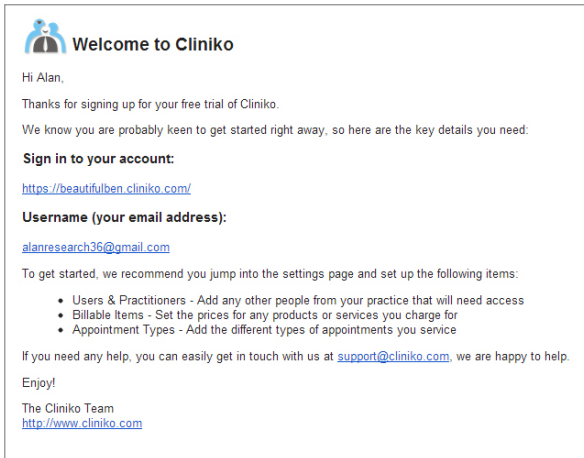 Welcome to Cliniko
Hi Alan,
Thanks for signing up for your free trial of Cliniko.
We know you are probably keen to get started right away, so here are the key details you need:
Sign in to your account:
https://beautifulben.cliniko.com/
Username (your email address):
alanresearch36@gmail.com
To get started, we recommend you jump into the settings page and set up the following items:
• Users & Practitioners - Add any other people from your practice that will need access
• Billable Items - Set the prices for any products or services you charge for
• Appointment Types - Add the different types of appointments you service
If you need any help, you can easily get in touch with us at support@cliniko.com, we are happy to help.
Enjoy!
The Cliniko Team
http://www.cliniko.com